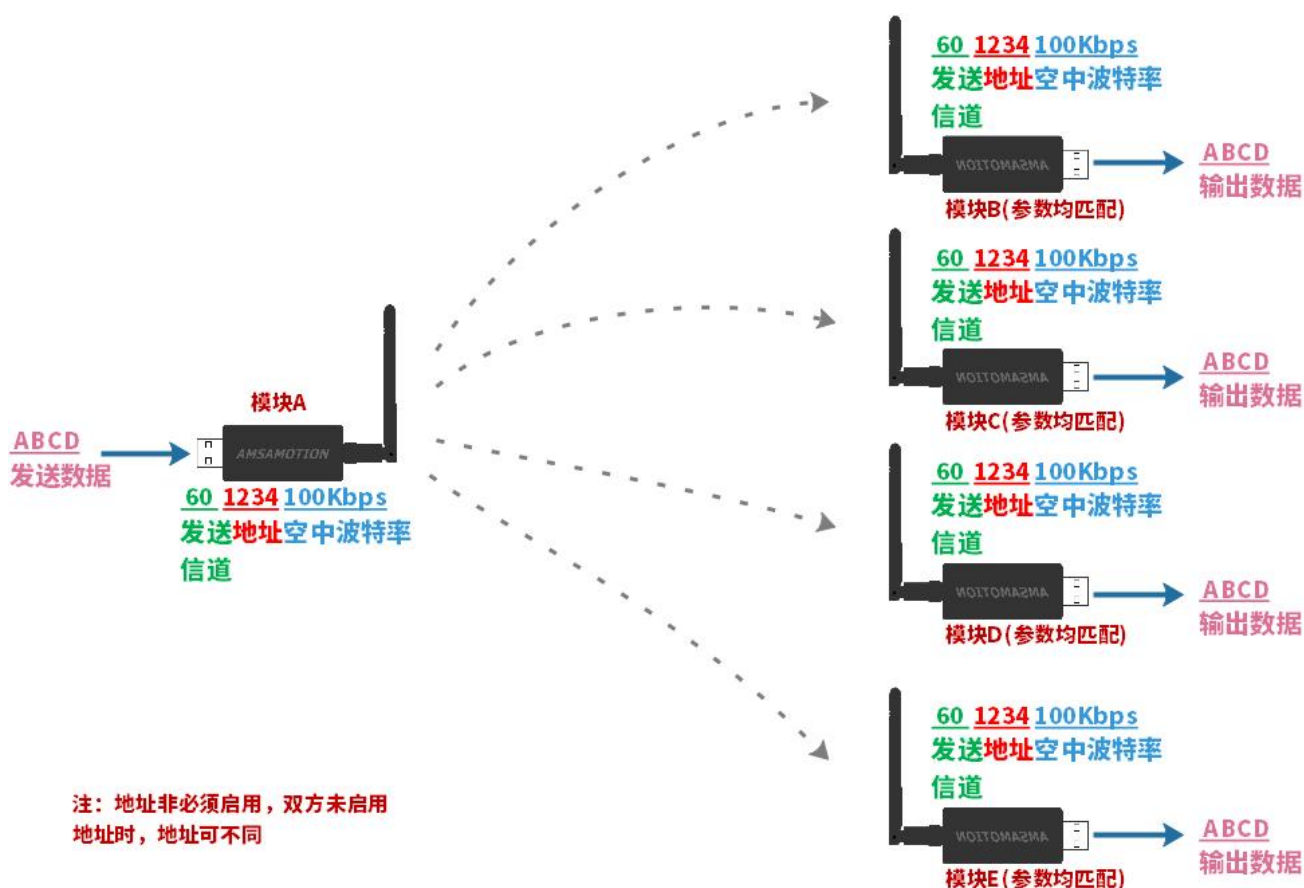 ABCD
发送数据
模块A
AMSAMOTION
60 1234 100Kbps
发送地址空中波特率
信道
60 1234 100Kbps
发送地址空中波特率
信道
AMSAMOTION
模块B(参数均匹配)
ABCD
输出数据
60 1234 100Kbps
发送地址空中波特率
信道
AMSAMOTION
模块C(参数均匹配)
ABCD
输出数据
60 1234 100Kbps
发送地址空中波特率
信道
AMSAMOTION
模块D(参数均匹配)
ABCD
输出数据
60 1234 100Kbps
发送地址空中波特率
信道
AMSAMOTION
模块E(参数均匹配)
ABCD
输出数据
注：地址非必须启用，双方未启用
地址时，地址可不同